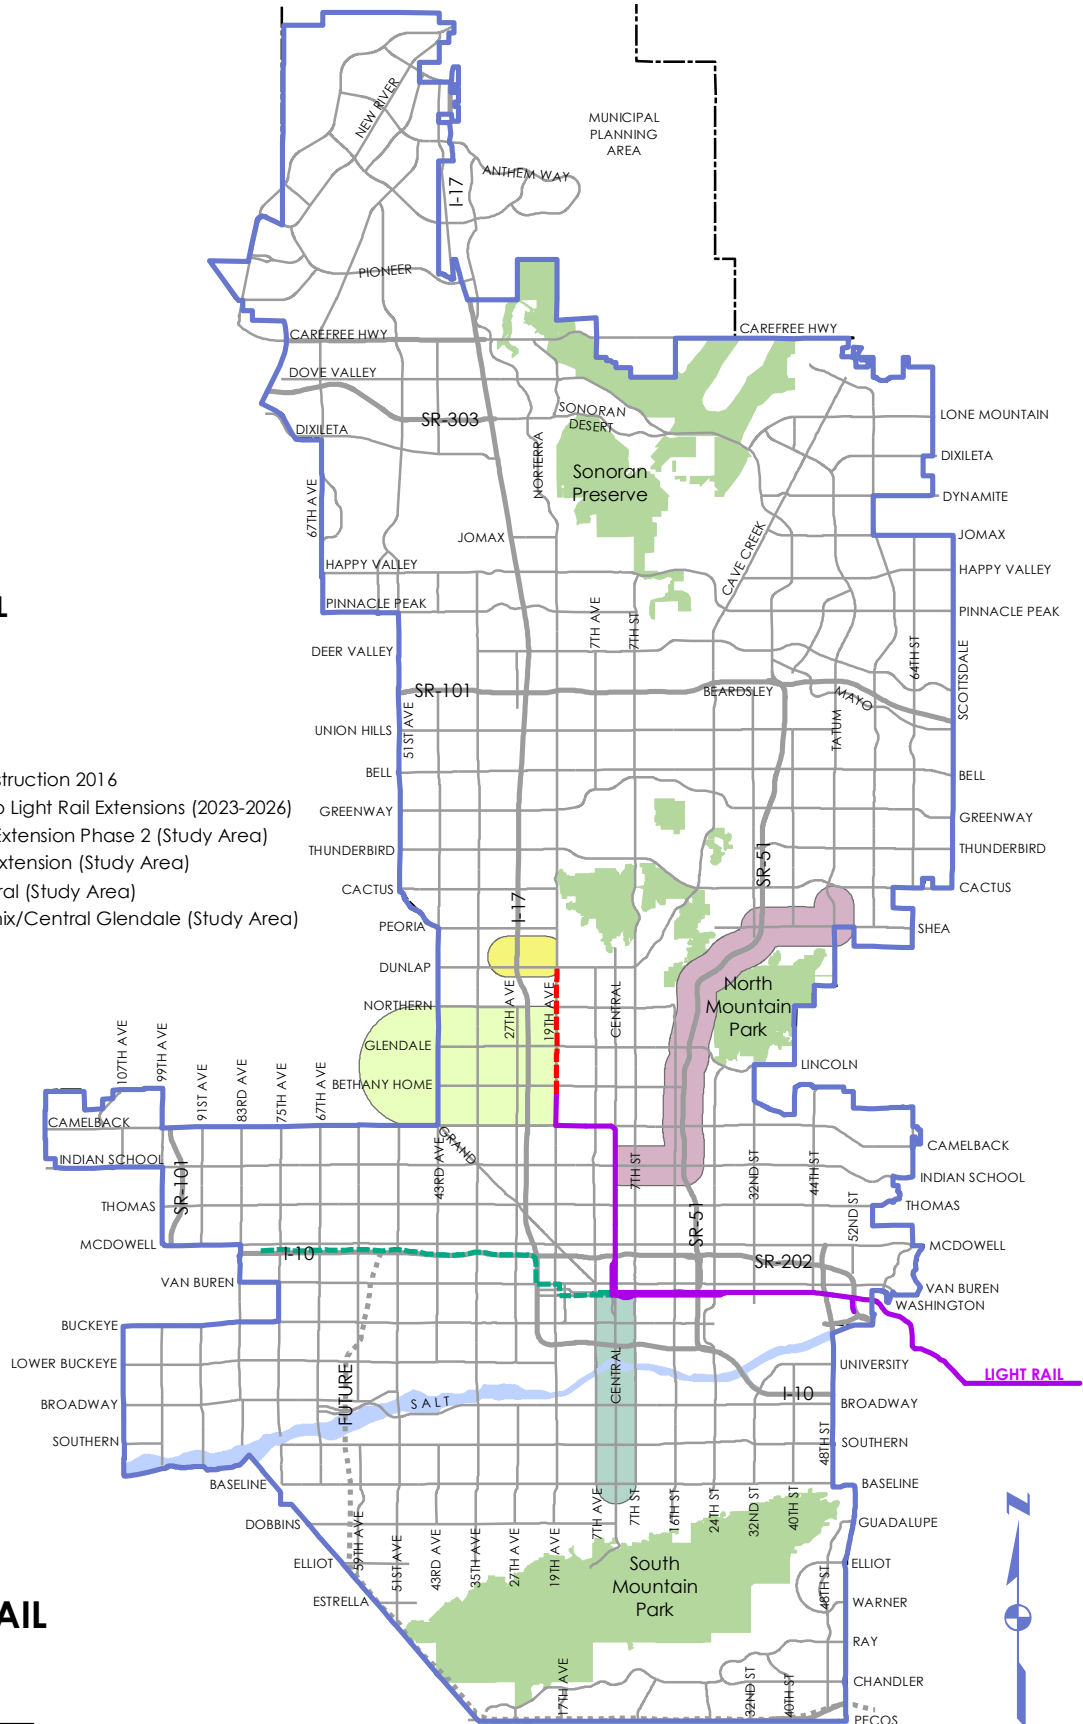 MUNICIPAL
PLANNING
AREA
NEW RIVER
ANTHEM WAY
I-17
PIONEER
CAREFREE HWY
CAREFREE HWY
DOVE VALLEY
SR-303
SONORAN
DESERT
LONE MOUNTAIN
DIXILETA
DIXILETA
NORTERRA
Sonoran
Preserve
67TH AVE
DYNAMITE
JOMAX
JOMAX
CAVE CREEK
HAPPY VALLEY
HAPPY VALLEY
PINNACLE PEAK
PINNACLE PEAK
7TH AVE
7TH ST
L
DEER VALLEY
64TH ST
SCOTTSDALE
SR-101
BEARDSLEY
MAYO
51ST AVE
UNION HILLS
TATUM
BELL
BELL
struction 2016
o Light Rail Extensions (2023-2026)
GREENWAY
GREENWAY
Extension Phase 2 (Study Area)
THUNDERBIRD
THUNDERBIRD
xtension (Study Area)
SR-51
CACTUS
CACTUS
ral (Study Area)
I-17
nix/Central Glendale (Study Area)
PEORIA
SHEA
DUNLAP
NORTHERN
27TH AVE
19TH AVE
CENTRAL
North
Mountain
Park
GLENDALE
107TH AVE
99TH AVE
91ST AVE
83RD AVE
75TH AVE
67TH AVE
BETHANY HOME
LINCOLN
CAMELBACK
GRAND
CAMELBACK
INDIAN SCHOOL
SR-101
43RD AVE
7TH ST
32ND ST
44TH ST
INDIAN SCHOOL
THOMAS
SR-51
52ND ST
THOMAS
MCDOWELL
I-10
SR-202
MCDOWELL
VAN BUREN
VAN BUREN
WASHINGTON
BUCKEYE
LOWER BUCKEYE
CENTRAL
UNIVERSITY
LIGHT RAIL
FUTURE
BROADWAY
SALT
I-10
BROADWAY
SOUTHERN
48TH ST
SOUTHERN
BASELINE
BASELINE
7TH AVE
7TH ST
16TH ST
24TH ST
32ND ST
40TH ST
DOBBINS
GUADALUPE
59TH AVE
51ST AVE
43RD AVE
35TH AVE
27TH AVE
19TH AVE
ELLIOT
ELLIOT
South
Mountain
Park
48TH ST
ESTRELLA
WARNER
AIL
RAY
17TH AVE
32ND ST
40TH ST
CHANDLER
PECOS
N